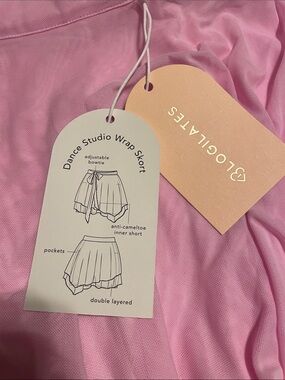 Dance Studio Wrap Skort
adjustable
bowtie
anti-cameltoe
inner short
pockets
double layered
BLOGILATES